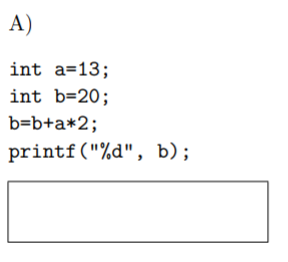 A)
int a=13;
int b=20;
b=b+a*2;
printf("%d", b);